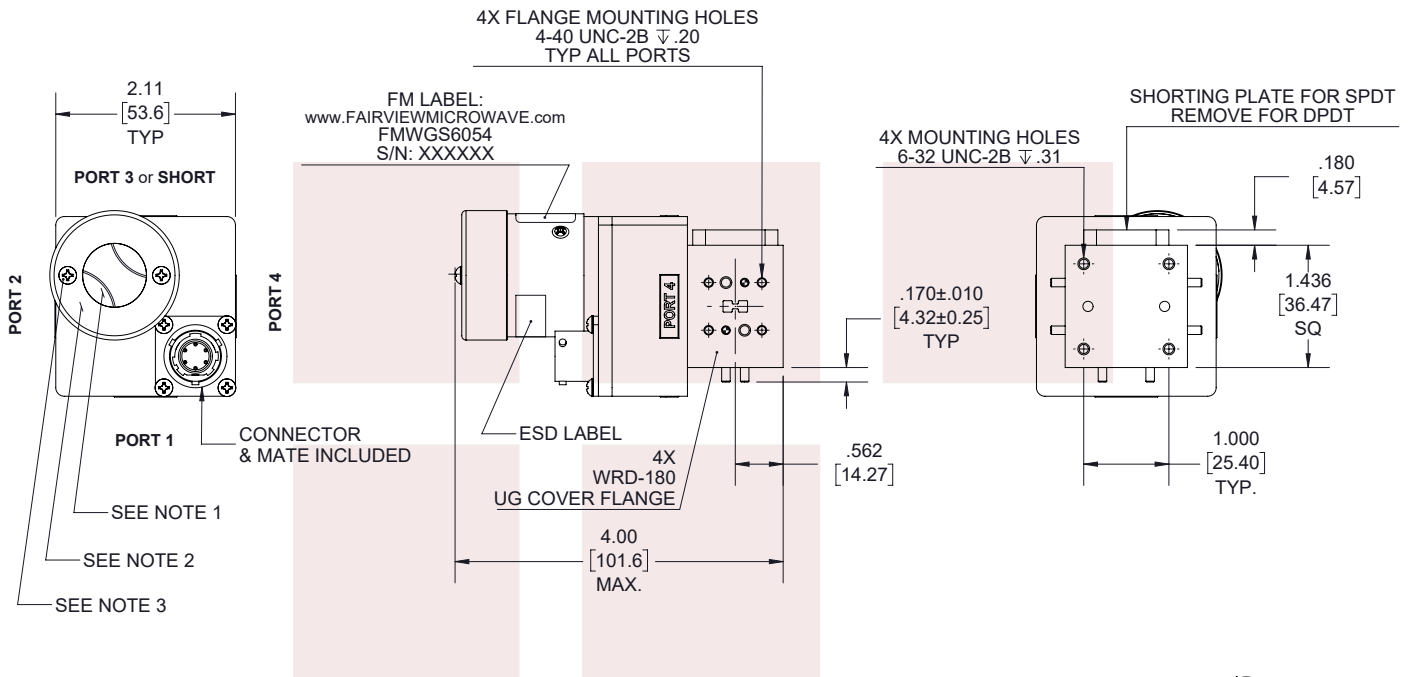 4X FLANGE MOUNTING HOLES
4-40 UNC-2B ↧ .20
TYP ALL PORTS
2.11
[53.6]
TYP
FM LABEL:
www.FAIRVIEWMICROWAVE.com
FMWGS6054
S/N: XXXXXX
SHORTING PLATE FOR SPDT
REMOVE FOR DPDT
4X MOUNTING HOLES
6-32 UNC-2B ↧ .31
.180
[4.57]
PORT 3 or SHORT
PORT 2
PORT 4
PORT 4
.170±.010
[4.32±0.25]
TYP
1.436
[36.47]
SQ
PORT 1
CONNECTOR
& MATE INCLUDED
ESD LABEL
4X
WRD-180
UG COVER FLANGE
.562
[14.27]
1.000
[25.40]
TYP.
SEE NOTE 1
SEE NOTE 2
SEE NOTE 3
4.00
[101.6]
MAX.